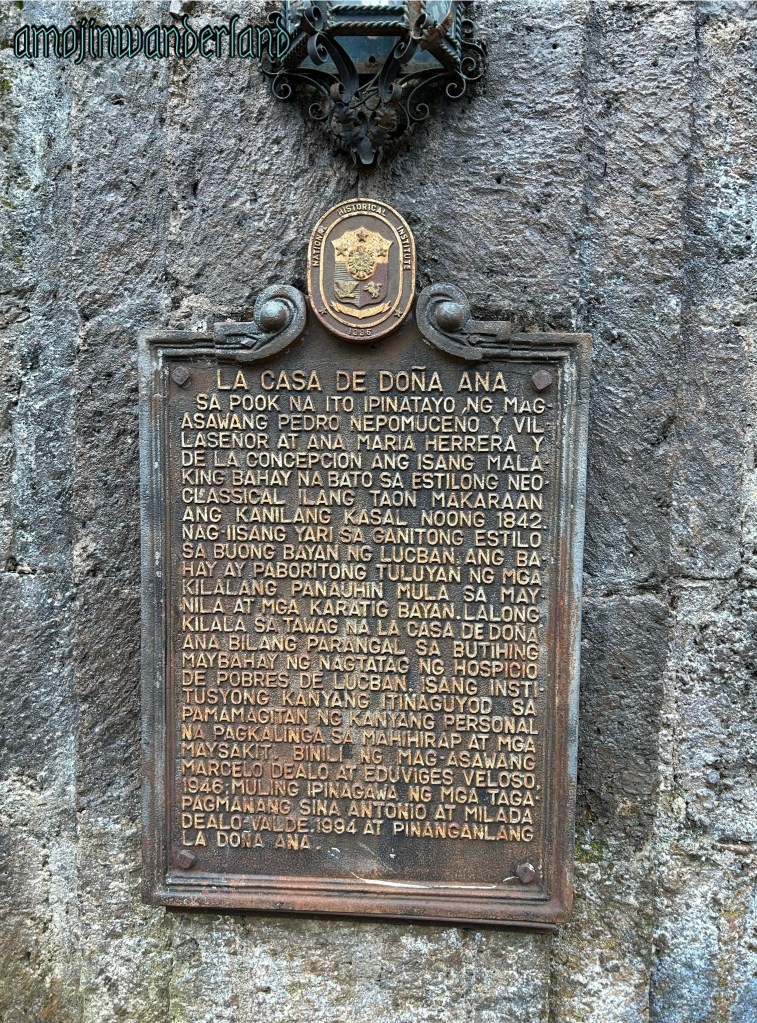 amojinwanderland
NATIONAL HISTORICAL INSTITUTE
LA CASA DE DOÑA ANA
SA POOK NA ITO IPINATAYO NG MAG-
ASAWANG PEDRO NEPOMUCENO Y VIL-
LASEÑOR AT ANA MARIA HERRERA Y
DE LA CONCEPCION ANG ISANG MALA-
KING BAHAY NA BATO SA ESTILONG NEO-
CLASSICAL ILANG TAON MAKARAAN
ANG KANILANG KASAL NOONG 1842.
NAG-IISANG YARI SA GANITONG ESTILO
SA BUONG BAYAN NG LUCBAN, ANG BA-
HAY AY PABORITONG TULUYAN NG MGA
KILALANG PANAUHIN MULA SA MAY-
NILA AT MGA KARATIG BAYAN. LALONG
KILALA SA TAWAG NA LA CASA DE DOÑA
ANA BILANG PARANGAL SA BUTIHING
MAYBAHAY NG NAGTATAG NG HOSPICIO
DE POBRES DE LUCBAN, ISANG INSTI-
TUSYONG KANYANG ITINAGUYOD SA
PAMAMAGITAN NG KANYANG PERSONAL
NA PAGKALINGA SA MAHIHIRAP AT MGA
MAYSAKIT. BINILI NG MAG-ASAWANG
MARCELO DEALO AT EDUVIGES VELOSO,
1946; MULING IPINAGAWA NG MGA TAGA-
PAGMANANG SINA ANTONIO AT MILADA
DEALO-VALDE, 1994 AT PINANGANLANG
LA DOÑA ANA.